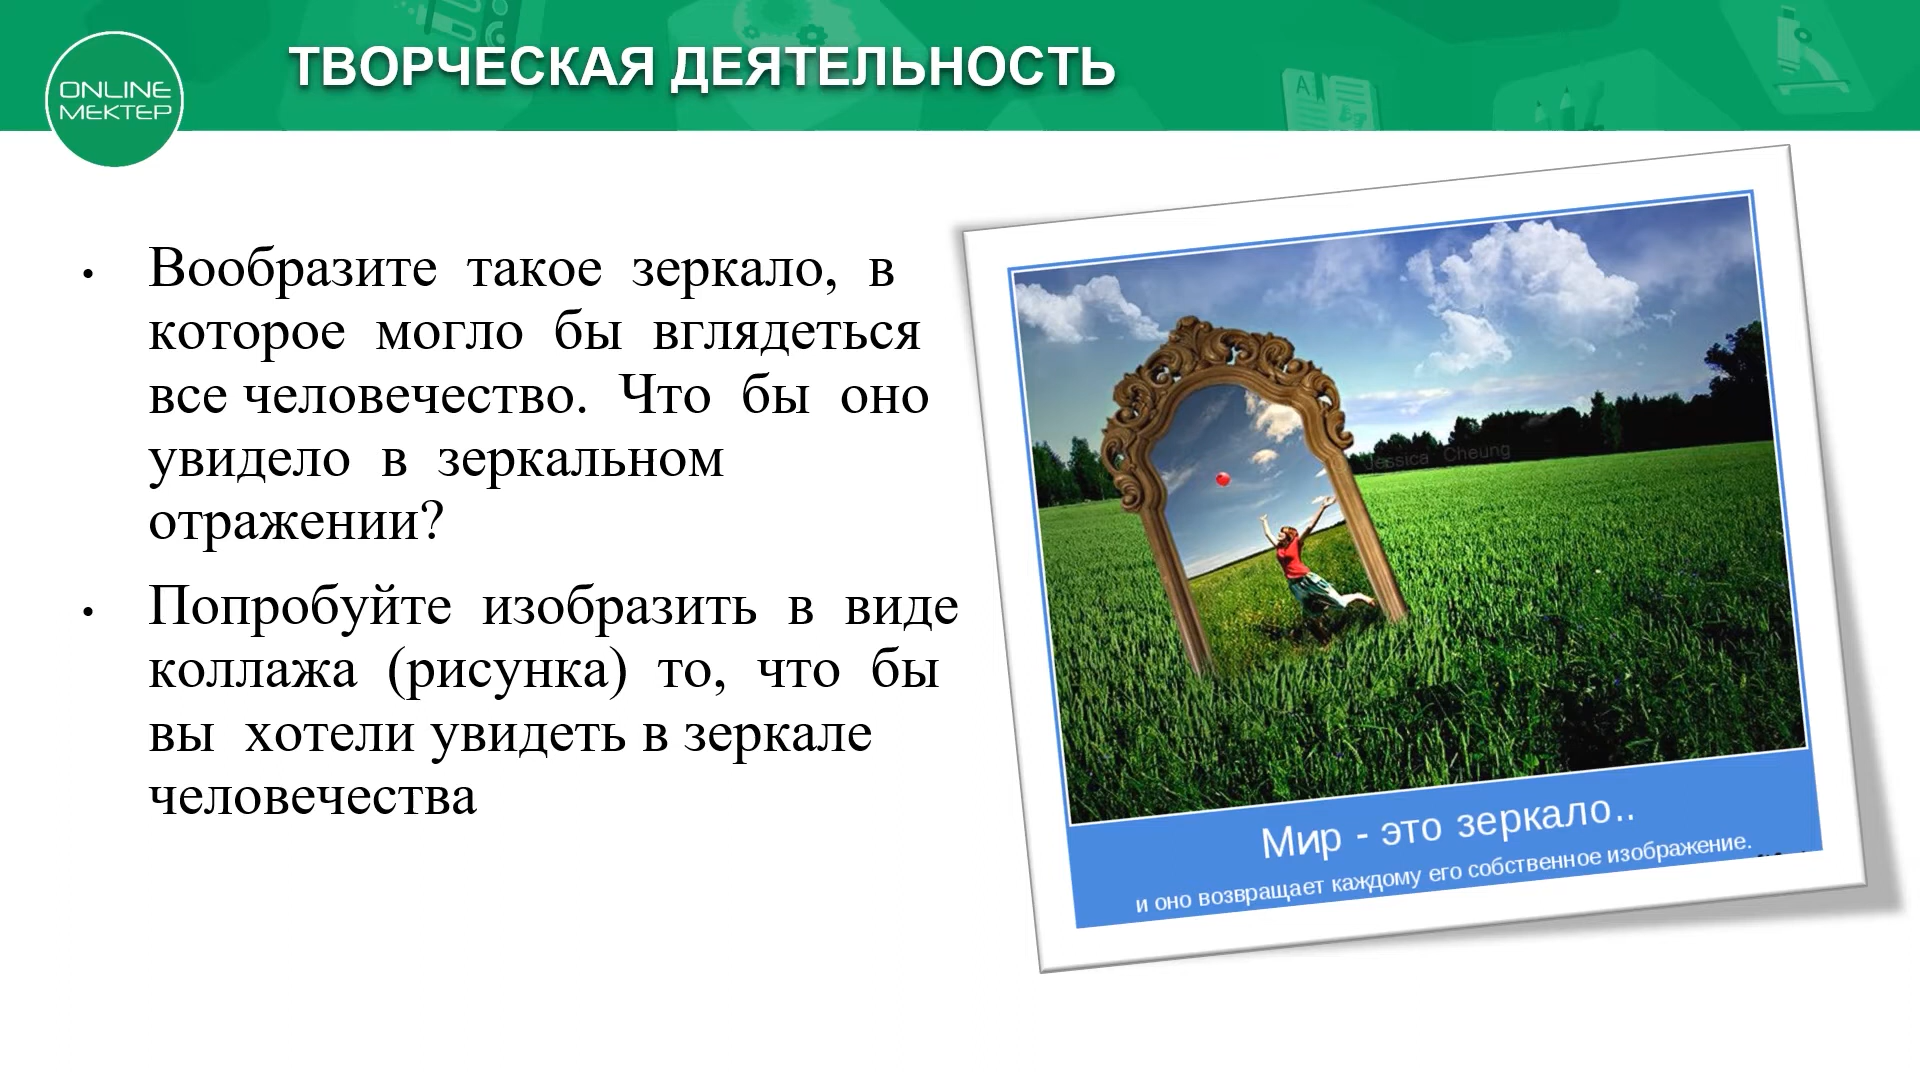 ТВОРЧЕСКАЯ ДЕЯТЕЛЬНОСТЬ
ONLINE
МЕКТЕР
• Вообразите такое зеркало, в
которое могло бы вглядеться
все человечество. Что бы оно
увидело в зеркальном
отражении?
• Попробуйте изобразить в виде
коллажа (рисунка) то, что бы
вы хотели увидеть в зеркале
человечества
Jessica Cheung
Мир - это зеркало..
и оно возвращает каждому его собственное изображение.